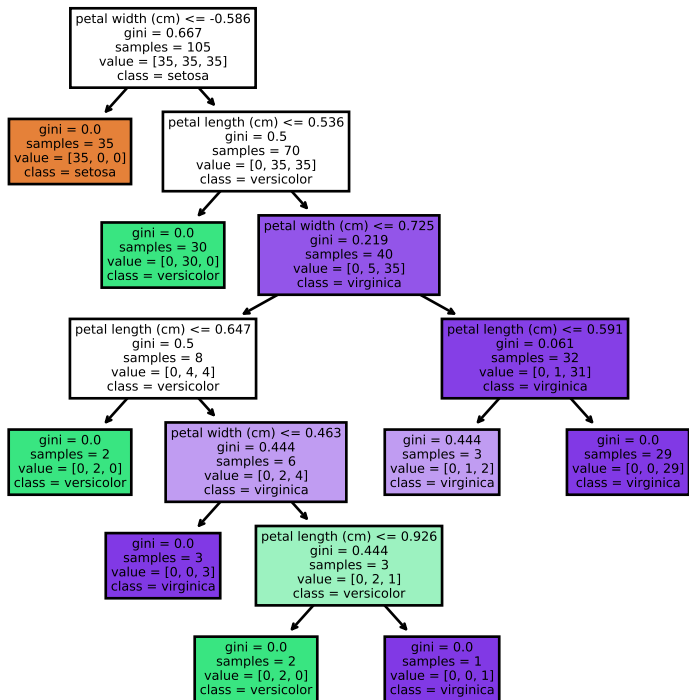 petal width (cm) <= -0.586
gini = 0.667
samples = 105
value = [35, 35, 35]
class = setosa
gini = 0.0
samples = 35
value = [35, 0, 0]
class = setosa
petal length (cm) <= 0.536
gini = 0.5
samples = 70
value = [0, 35, 35]
class = versicolor
gini = 0.0
samples = 30
value = [0, 30, 0]
class = versicolor
petal width (cm) <= 0.725
gini = 0.219
samples = 40
value = [0, 5, 35]
class = virginica
petal length (cm) <= 0.647
gini = 0.5
samples = 8
value = [0, 4, 4]
class = versicolor
petal length (cm) <= 0.591
gini = 0.061
samples = 32
value = [0, 1, 31]
class = virginica
gini = 0.0
samples = 2
value = [0, 2, 0]
class = versicolor
petal width (cm) <= 0.463
gini = 0.444
samples = 6
value = [0, 2, 4]
class = virginica
gini = 0.444
samples = 3
value = [0, 1, 2]
class = virginica
gini = 0.0
samples = 29
value = [0, 0, 29]
class = virginica
gini = 0.0
samples = 3
value = [0, 0, 3]
class = virginica
petal length (cm) <= 0.926
gini = 0.444
samples = 3
value = [0, 2, 1]
class = versicolor
gini = 0.0
samples = 2
value = [0, 2, 0]
class = versicolor
gini = 0.0
samples = 1
value = [0, 0, 1]
class = virginica